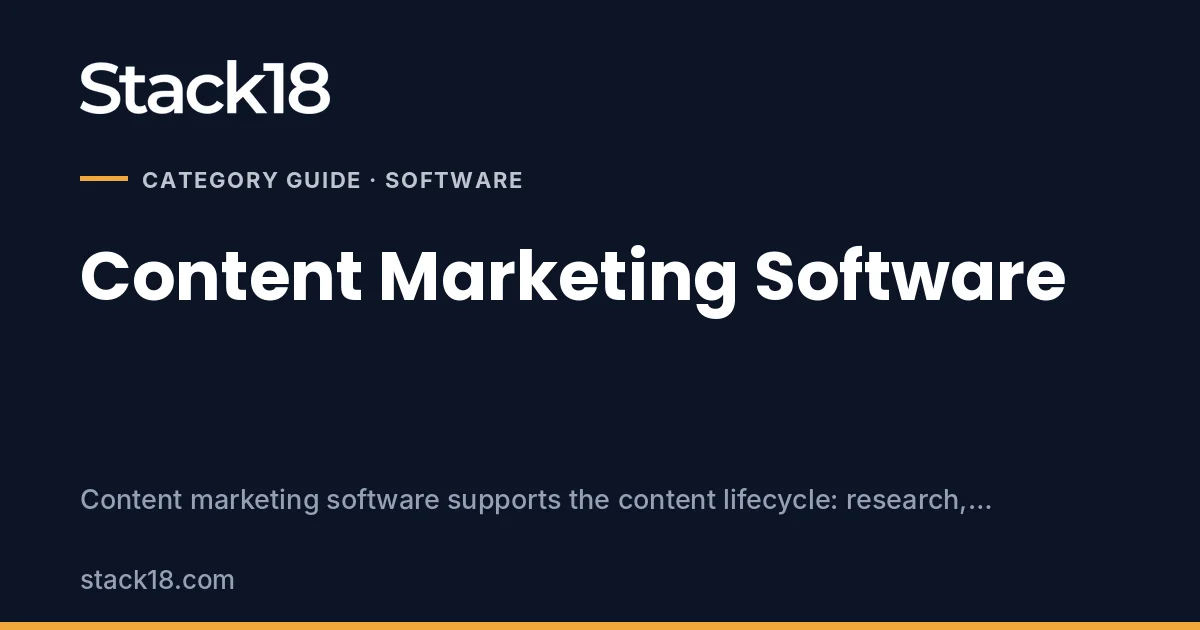 Stack18
CATEGORY GUIDE · SOFTWARE
Content Marketing Software
Content marketing software supports the content lifecycle: research,...
stack18.com